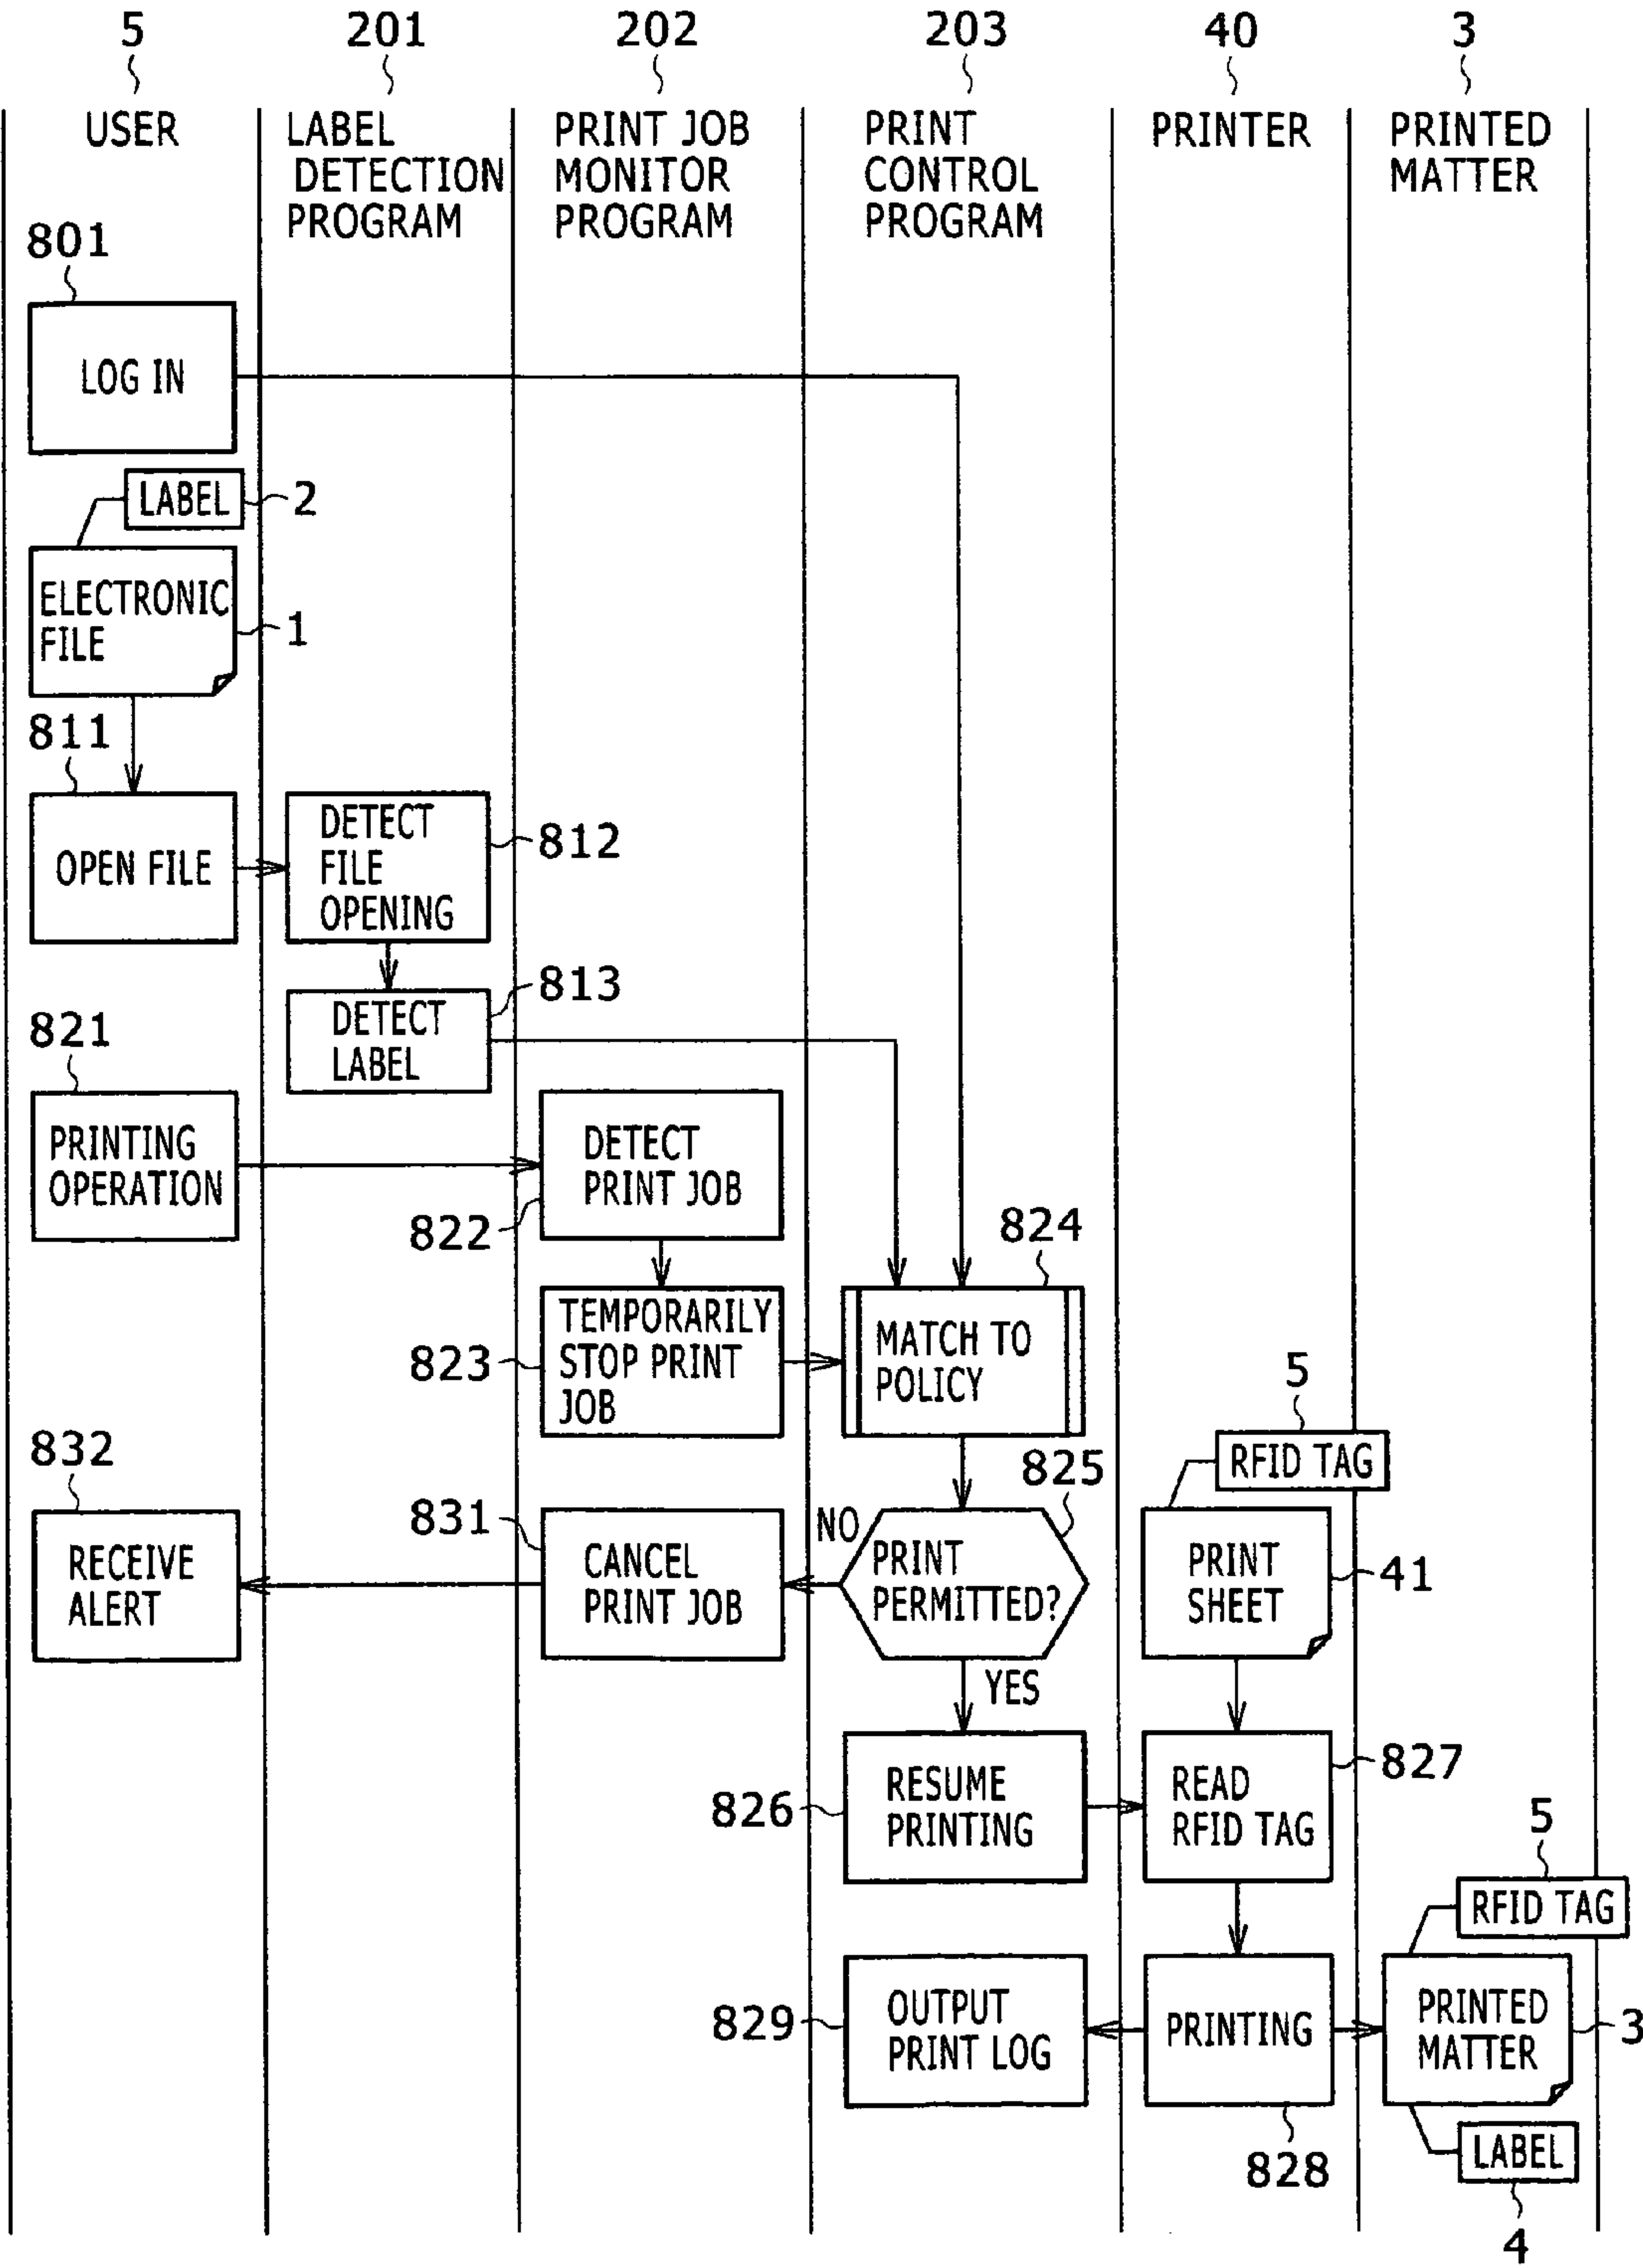 5
201
202
203
40
3
USER
LABEL
DETECTION
PROGRAM
PRINT JOB
MONITOR
PROGRAM
PRINT
CONTROL
PROGRAM
PRINTER
PRINTED
MATTER
801
LOG IN
LABEL
2
ELECTRONIC
FILE
1
811
OPEN FILE
DETECT
FILE
OPENING
812
DETECT
LABEL
813
821
PRINTING
OPERATION
DETECT
PRINT JOB
822
TEMPORARILY
STOP PRINT
JOB
823
824
MATCH TO
POLICY
5
RFID TAG
832
RECEIVE
ALERT
831
CANCEL
PRINT JOB
NO
825
PRINT
PERMITTED?
YES
PRINT
SHEET
41
826
RESUME
PRINTING
READ
RFID TAG
827
5
RFID TAG
829
OUTPUT
PRINT LOG
PRINTING
828
PRINTED
MATTER
3
LABEL
4